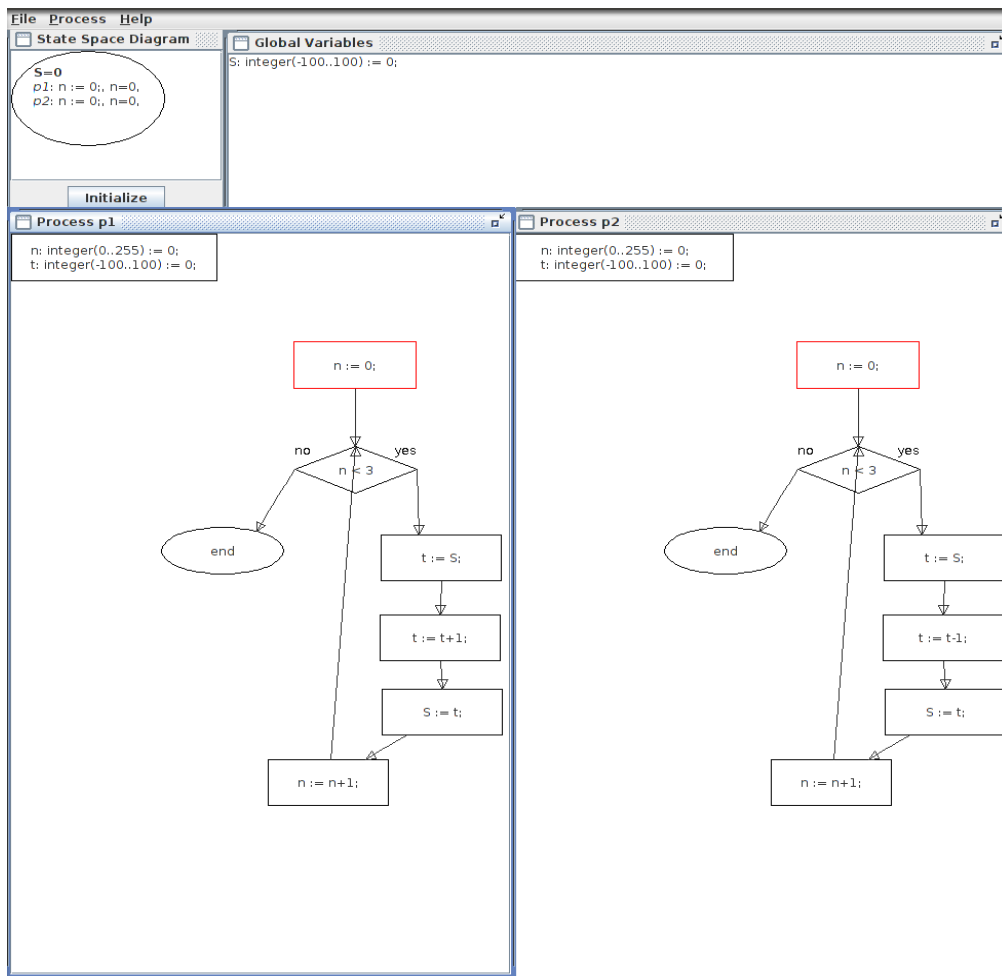 File Process Help
State Space Diagram
S=0
p1: n := 0;, n=0,
p2: n := 0;, n=0,
Initialize
Global Variables
S: integer(-100..100) := 0;
Process p1
n: integer(0..255) := 0;
t: integer(-100..100) := 0;
n := 0;
no
yes
n < 3
end
t := S;
t := t+1;
S := t;
n := n+1;
Process p2
n: integer(0..255) := 0;
t: integer(-100..100) := 0;
n := 0;
no
yes
n < 3
end
t := S;
t := t-1;
S := t;
n := n+1;